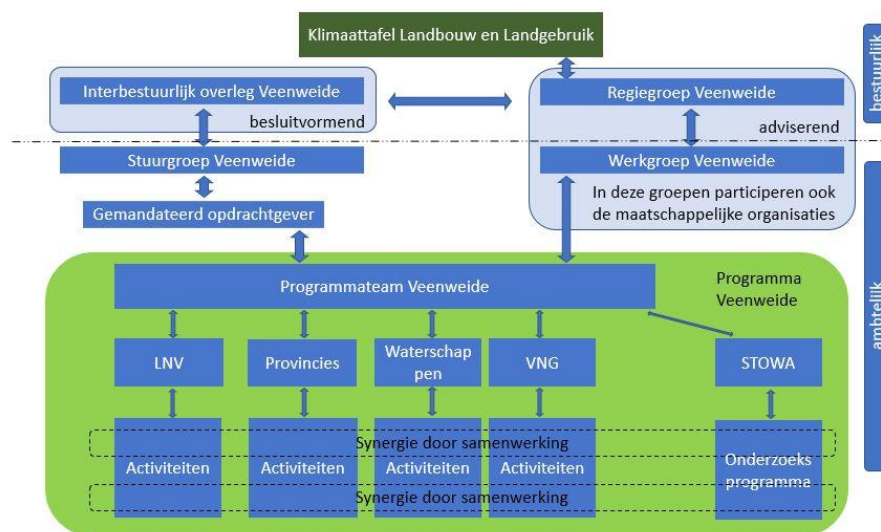 Klimaattafel Landbouw en Landgebruik
bestuurlijk
Interbestuurlijk overleg Veenweide
besluitvormend
Regiegroep Veenweide
adviserend
Stuurgroep Veenweide
Werkgroep Veenweide
In deze groepen participeren ook
de maatschappelijke organisaties
Gemandateerd opdrachtgever
ambtelijk
Programmateam Veenweide
Programma
Veenweide
LNV
Provincies
Waterschap
pen
VNG
STOWA
Synergie door samenwerking
Activiteiten
Activiteiten
Activiteiten
Activiteiten
Onderzoeks
programma
Synergie door samenwerking